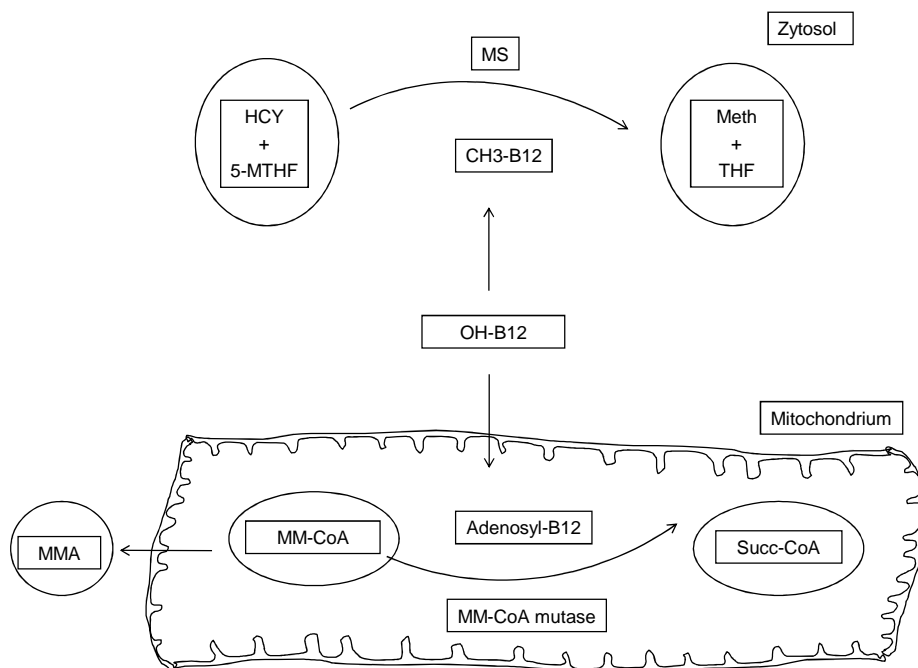 Zytosol
MS
HCY
+
5-MTHF
CH3-B12
Meth
+
THF
OH-B12
Mitochondrium
MMA
MM-CoA
Adenosyl-B12
Succ-CoA
MM-CoA mutase